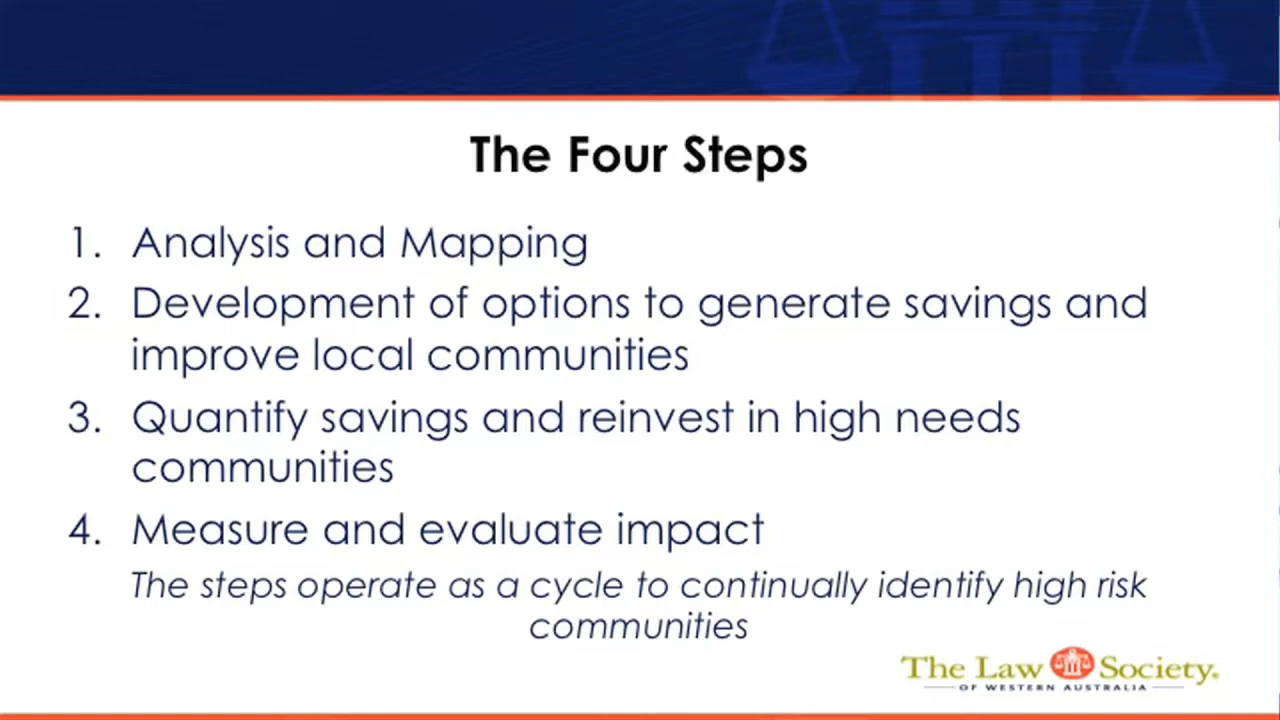 The Four Steps
1. Analysis and Mapping
2. Development of options to generate savings and
improve local communities
3. Quantify savings and reinvest in high needs
communities
4. Measure and evaluate impact
The steps operate as a cycle to continually identify high risk
communities
The Law Society
OF WESTERN AUSTRALIA